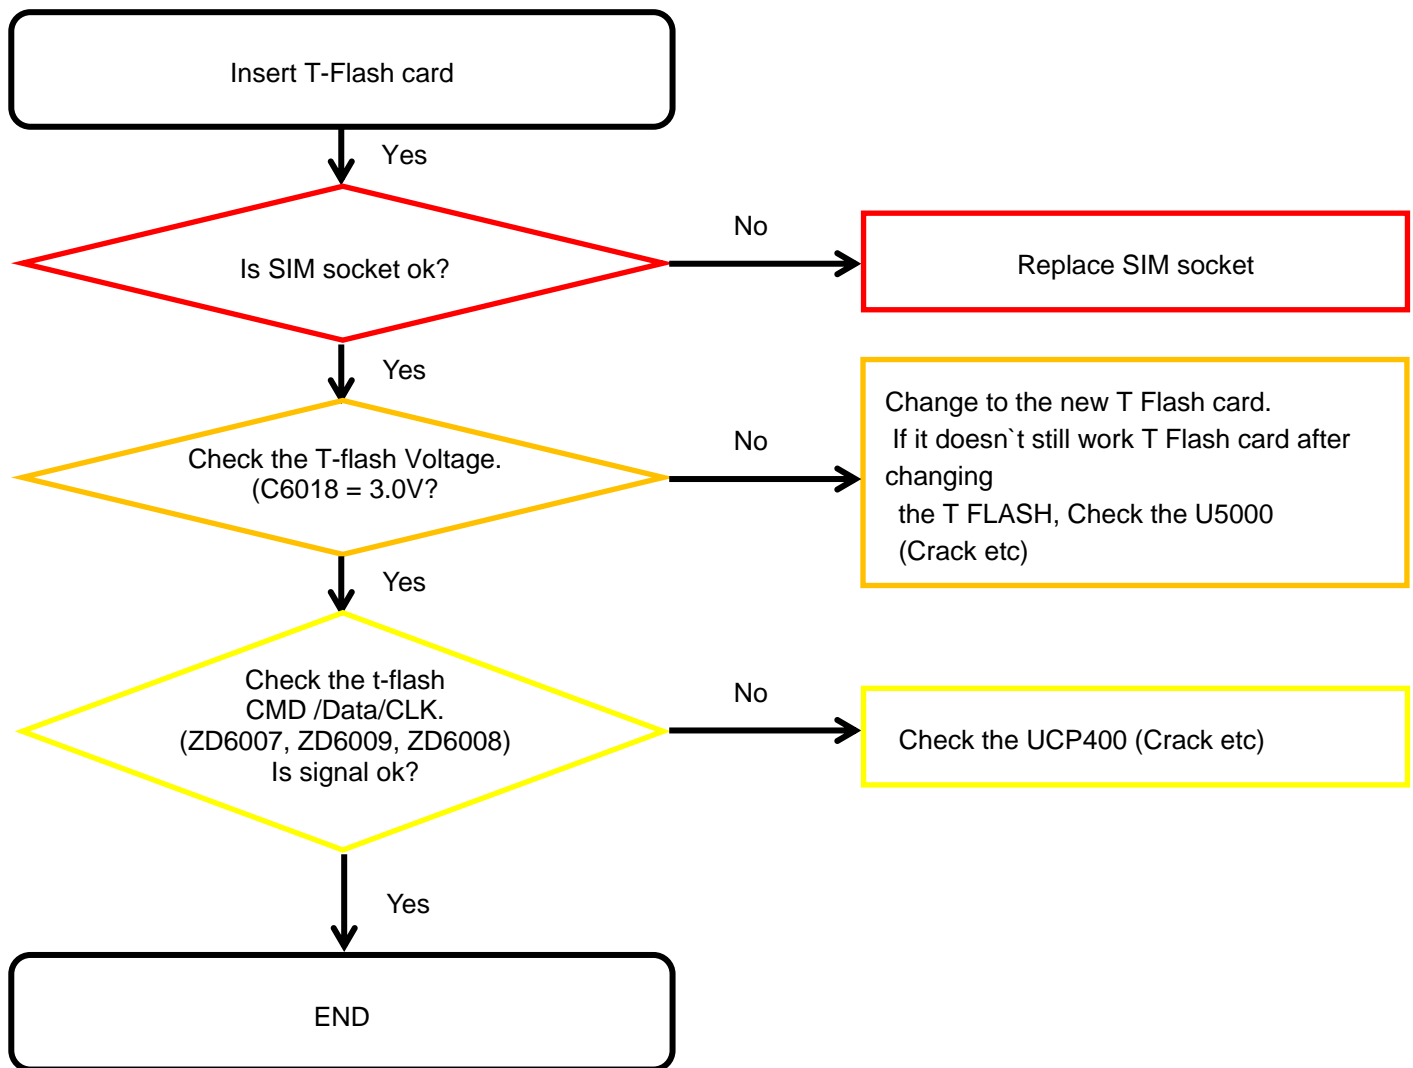 Insert T-Flash card
Yes
Is SIM socket ok?
No
Replace SIM socket
Yes
Check the T-flash Voltage.
(C6018 = 3.0V?
No
Change to the new T Flash card.
If it doesn`t still work T Flash card after
changing
the T FLASH, Check the U5000
(Crack etc)
Yes
Check the t-flash
CMD /Data/CLK.
(ZD6007, ZD6009, ZD6008)
Is signal ok?
No
Check the UCP400 (Crack etc)
Yes
END